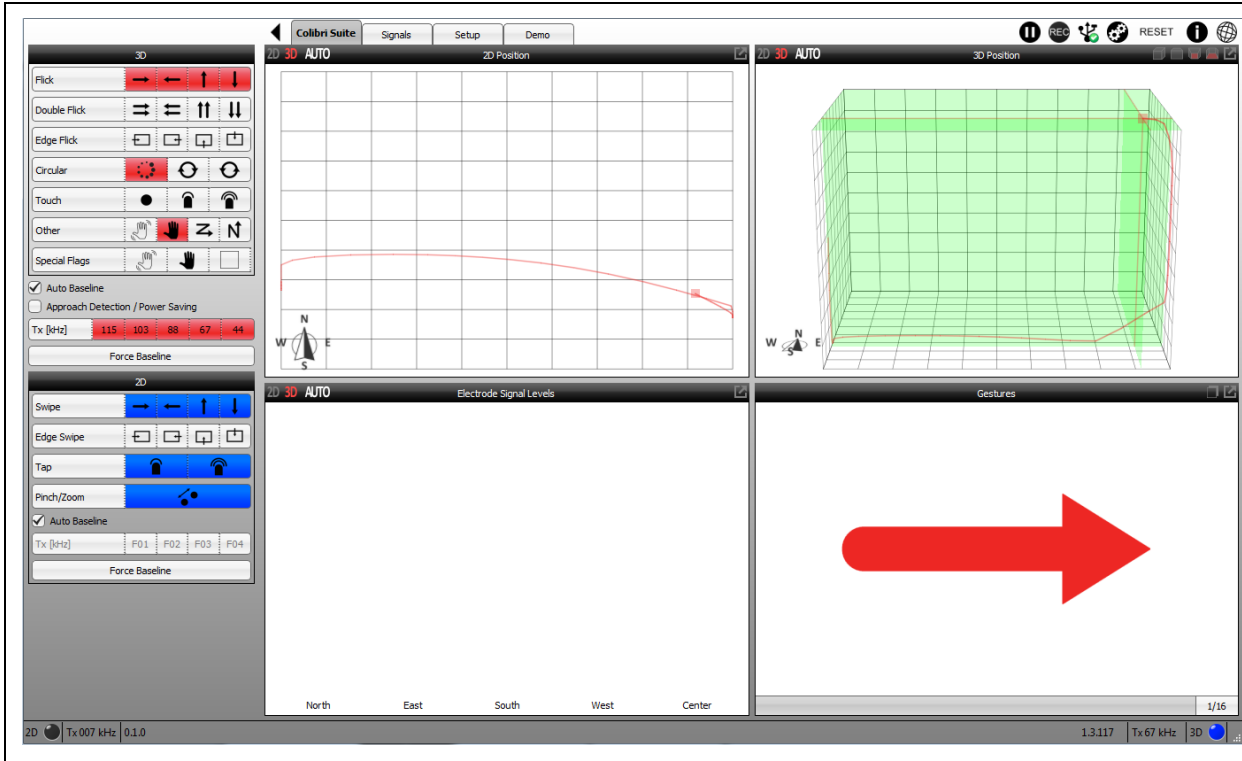 Colibri Suite Signals Setup Demo REC RESET
3D
Flick
Double Flick
Edge Flick
Circular
Touch
Other
Special Flags
Auto Baseline
Approach Detection / Power Saving
Tx [kHz] 115 103 88 67 44
Force Baseline
2D
Swipe
Edge Swipe
Tap
Pinch/Zoom
Auto Baseline
Tx [kHz] F01 F02 F03 F04
Force Baseline
2D 3D AUTO 2D Position
N
W E
S
2D 3D AUTO 3D Position
N
W E
S
2D 3D AUTO Electrode Signal Levels
North East South West Center
Gestures
1/16
2D Tx 007 kHz 0.1.0 1.3.117 Tx 67 kHz 3D